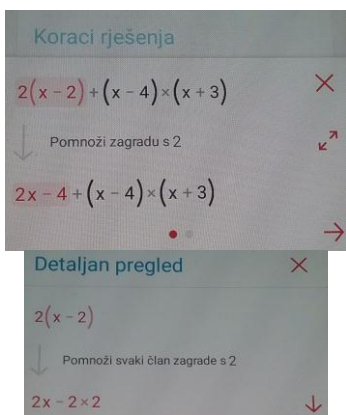 Koraci rješenja
2(x - 2) + (x - 4) × (x + 3)
Pomnoži zagradu s 2
2x - 4 + (x - 4) × (x + 3)
Detaljan pregled
2(x - 2)
Pomnoži svaki član zagrade s 2
2x - 2 × 2